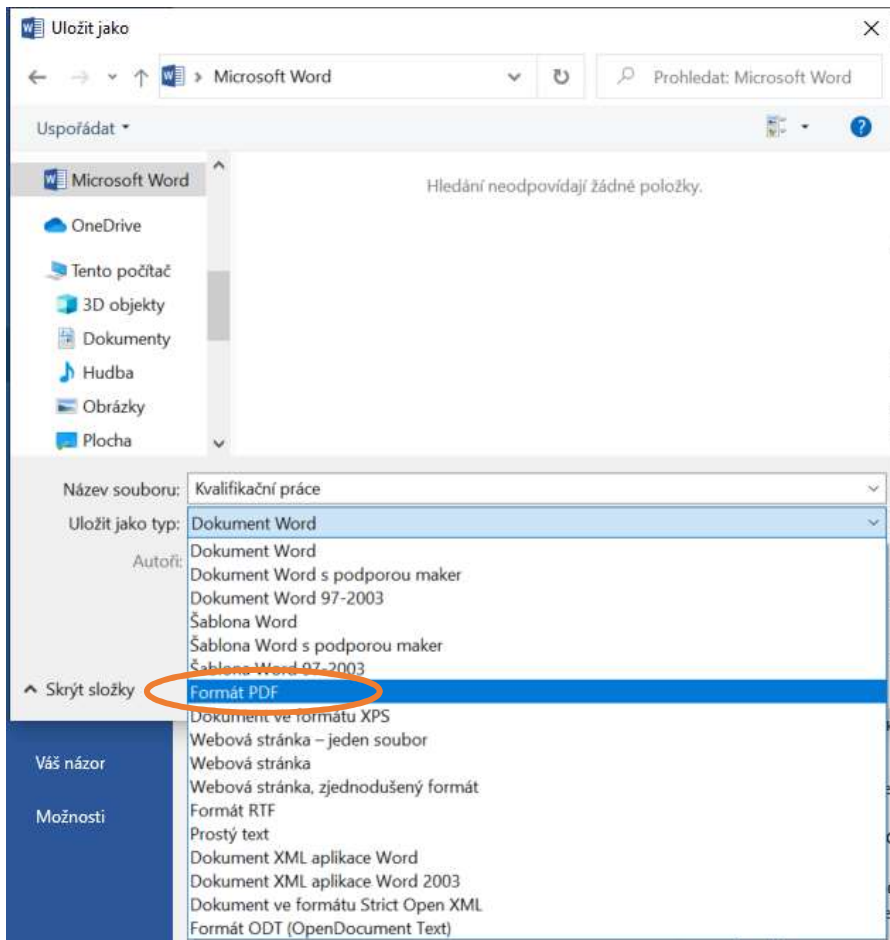 Uložit jako
Microsoft Word
Prohledat: Microsoft Word
Uspořádat
Microsoft Word
Hledání neodpovídají žádné položky.
OneDrive
Tento počítač
3D objekty
Dokumenty
Hudba
Obrázky
Plocha
Název souboru: Kvalifikační práce
Uložit jako typ: Dokument Word
Autoři:
Dokument Word
Dokument Word s podporou maker
Dokument Word 97-2003
Šablona Word
Šablona Word s podporou maker
Šablona Word 97-2003
Skrýt složky
Formát PDF
Dokument ve formátu XPS
Webová stránka – jeden soubor
Váš názor
Webová stránka
Webová stránka, zjednodušený formát
Možnosti
Formát RTF
Prostý text
Dokument XML aplikace Word
Dokument XML aplikace Word 2003
Dokument ve formátu Strict Open XML
Formát ODT (OpenDocument Text)